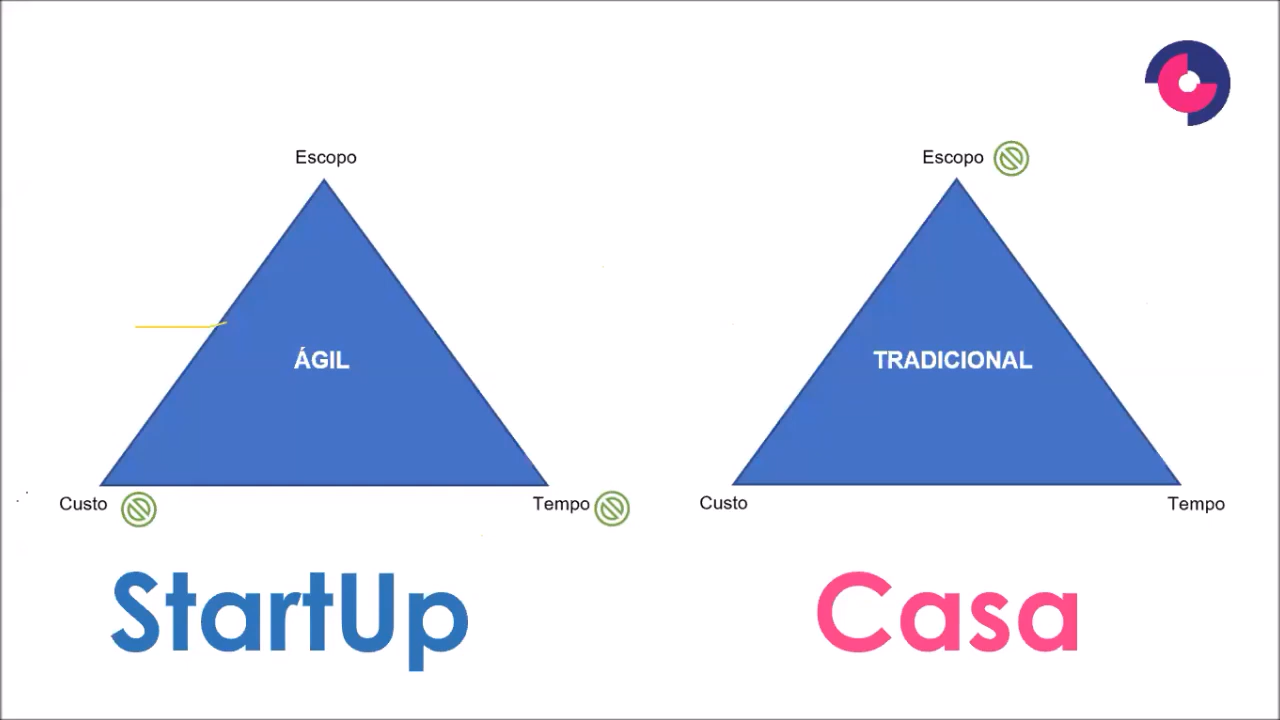 Escopo
ÁGIL
Custo
Tempo
StartUp
Escopo
TRADICIONAL
Custo
Tempo
Casa